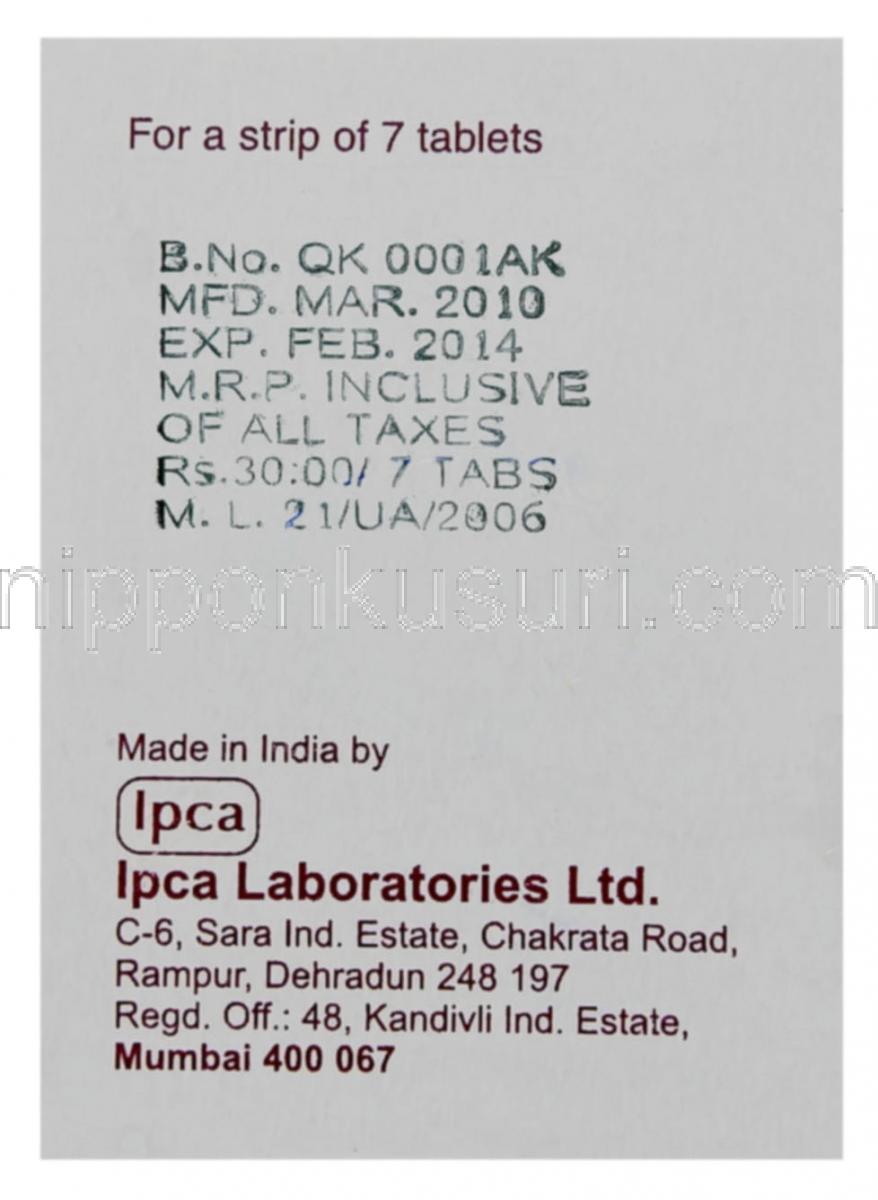 For a strip of 7 tablets
B.No. QK 0001AK
MFD. MAR. 2010
EXP. FEB. 2014
M.R.P. INCLUSIVE
OF ALL TAXES
Rs.30:00/ 7 TABS
M. L. 21/UA/2006
nipponkusuri.com
Made in India by
Ipca
Ipca Laboratories Ltd.
C-6, Sara Ind. Estate, Chakrata Road,
Rampur, Dehradun 248 197
Regd. Off.: 48, Kandivli Ind. Estate,
Mumbai 400 067